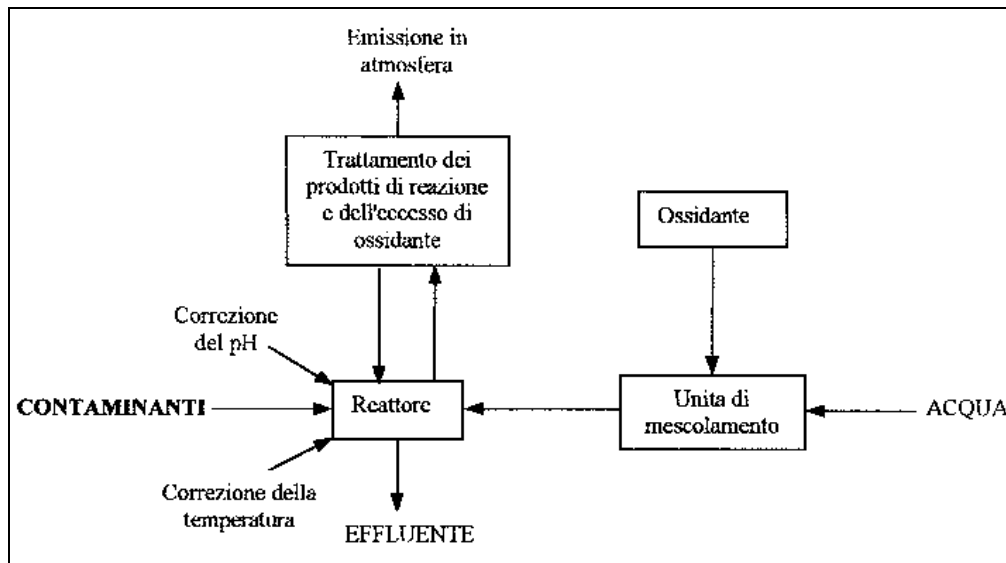 Emissione in
atmosfera
Trattamento dei
prodotti di reazione
e dell'eccesso di
ossidante
Ossidante
Correzione
del pH
CONTAMINANTI
Reattore
Unita di
mescolamento
ACQUA
Correzione della
temperatura
EFFLUENTE